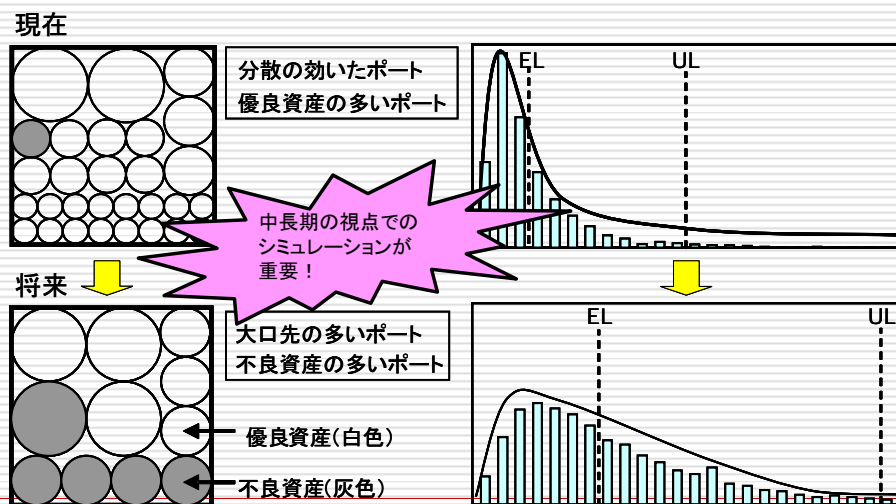 現在
分散の効いたポート
優良資産の多いポート
EL
UL
中長期の視点での
シミュレーションが
重要！
将来
大口先の多いポート
不良資産の多いポート
優良資産(白色)
不良資産(灰色)
EL
UL